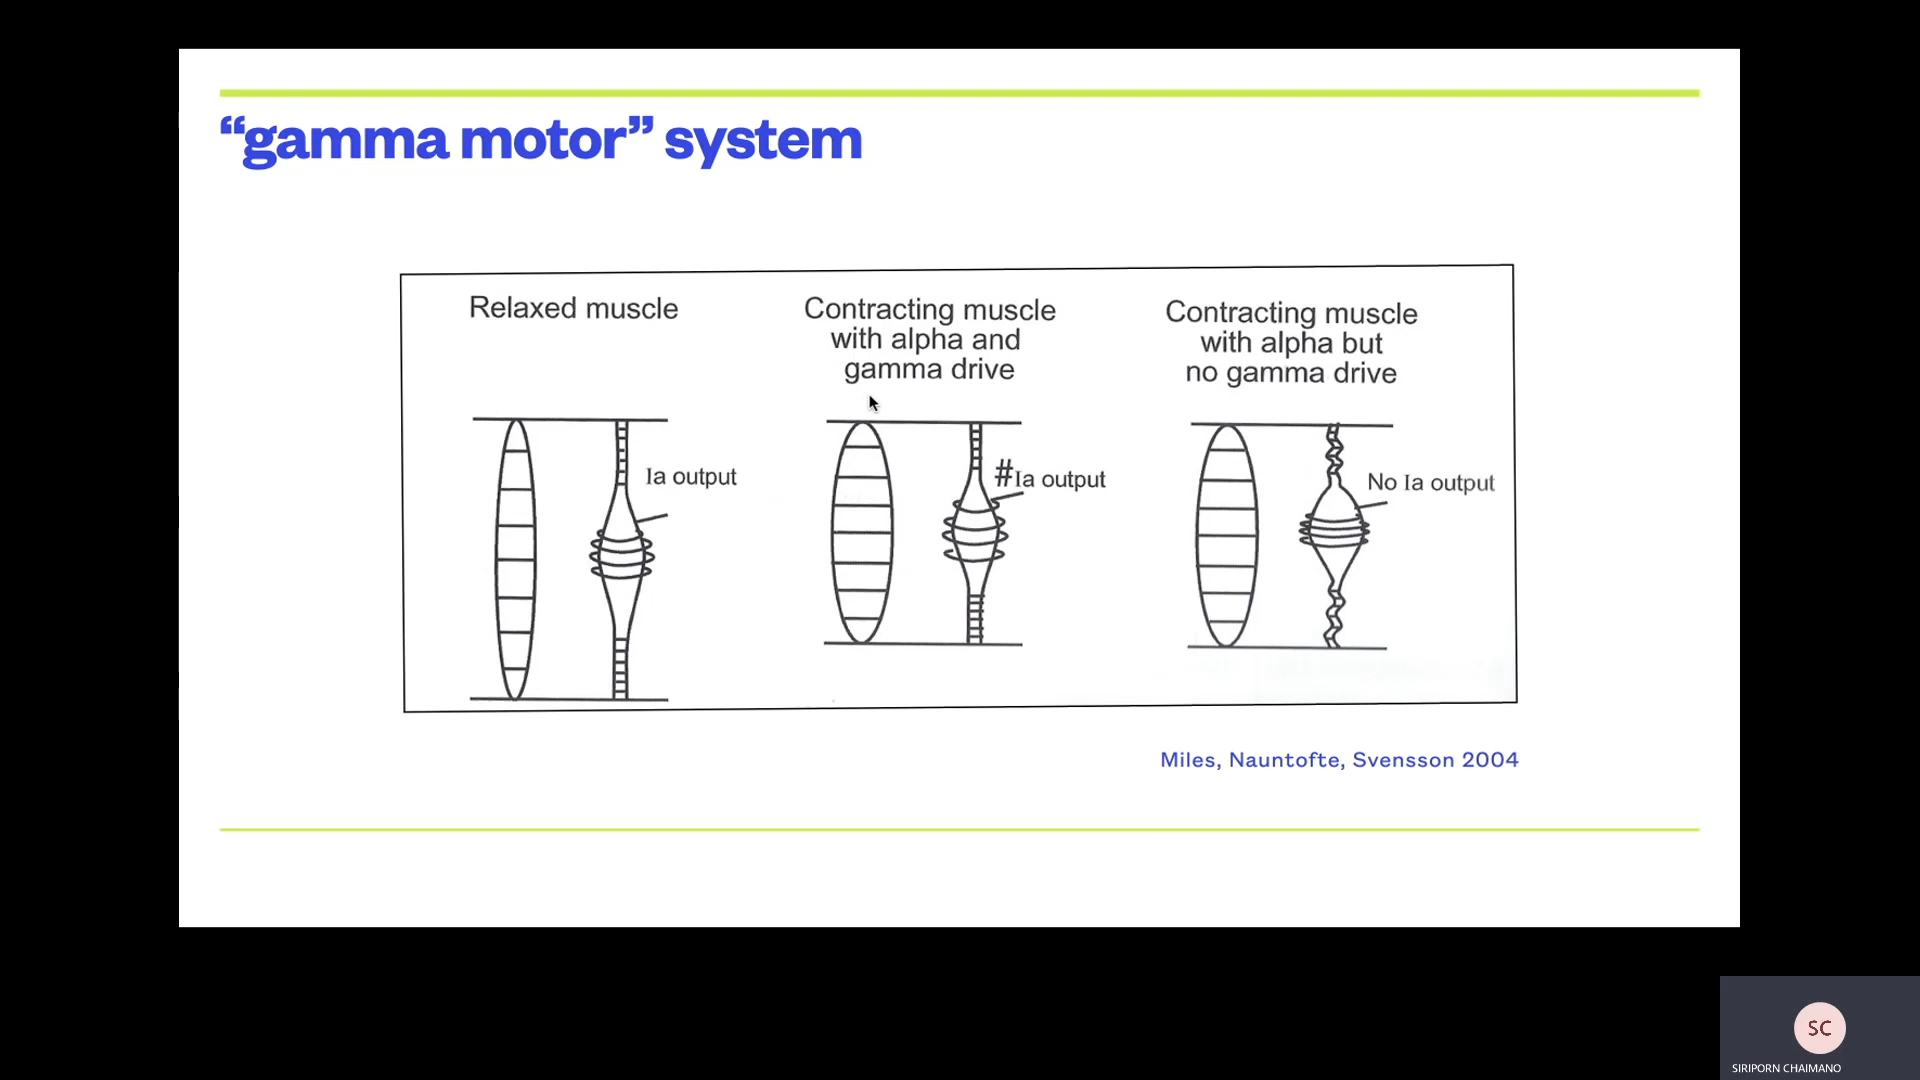 “gamma motor” system
Relaxed muscle
Contracting muscle
with alpha and
gamma drive
Contracting muscle
with alpha but
no gamma drive
Ia output
#Ia output
No Ia output
Miles, Nauntofte, Svensson 2004
SC
SIRIPORN CHAIMANO